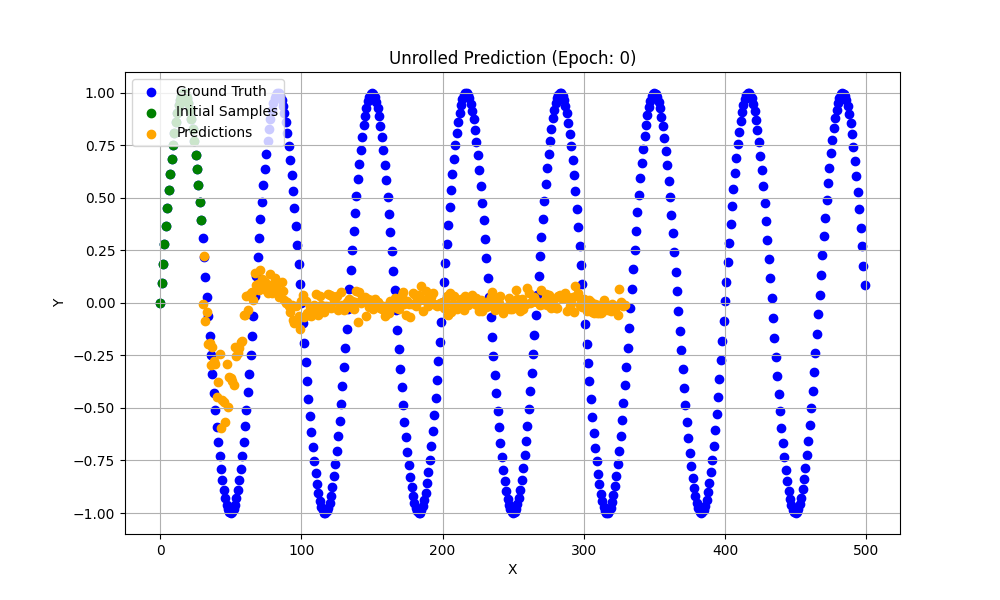 Unrolled Prediction (Epoch: 0)
Ground Truth
Initial Samples
Predictions
1.00
0.75
0.50
0.25
0.00
−0.25
−0.50
−0.75
−1.00
Y
0 100 200 300 400 500
X